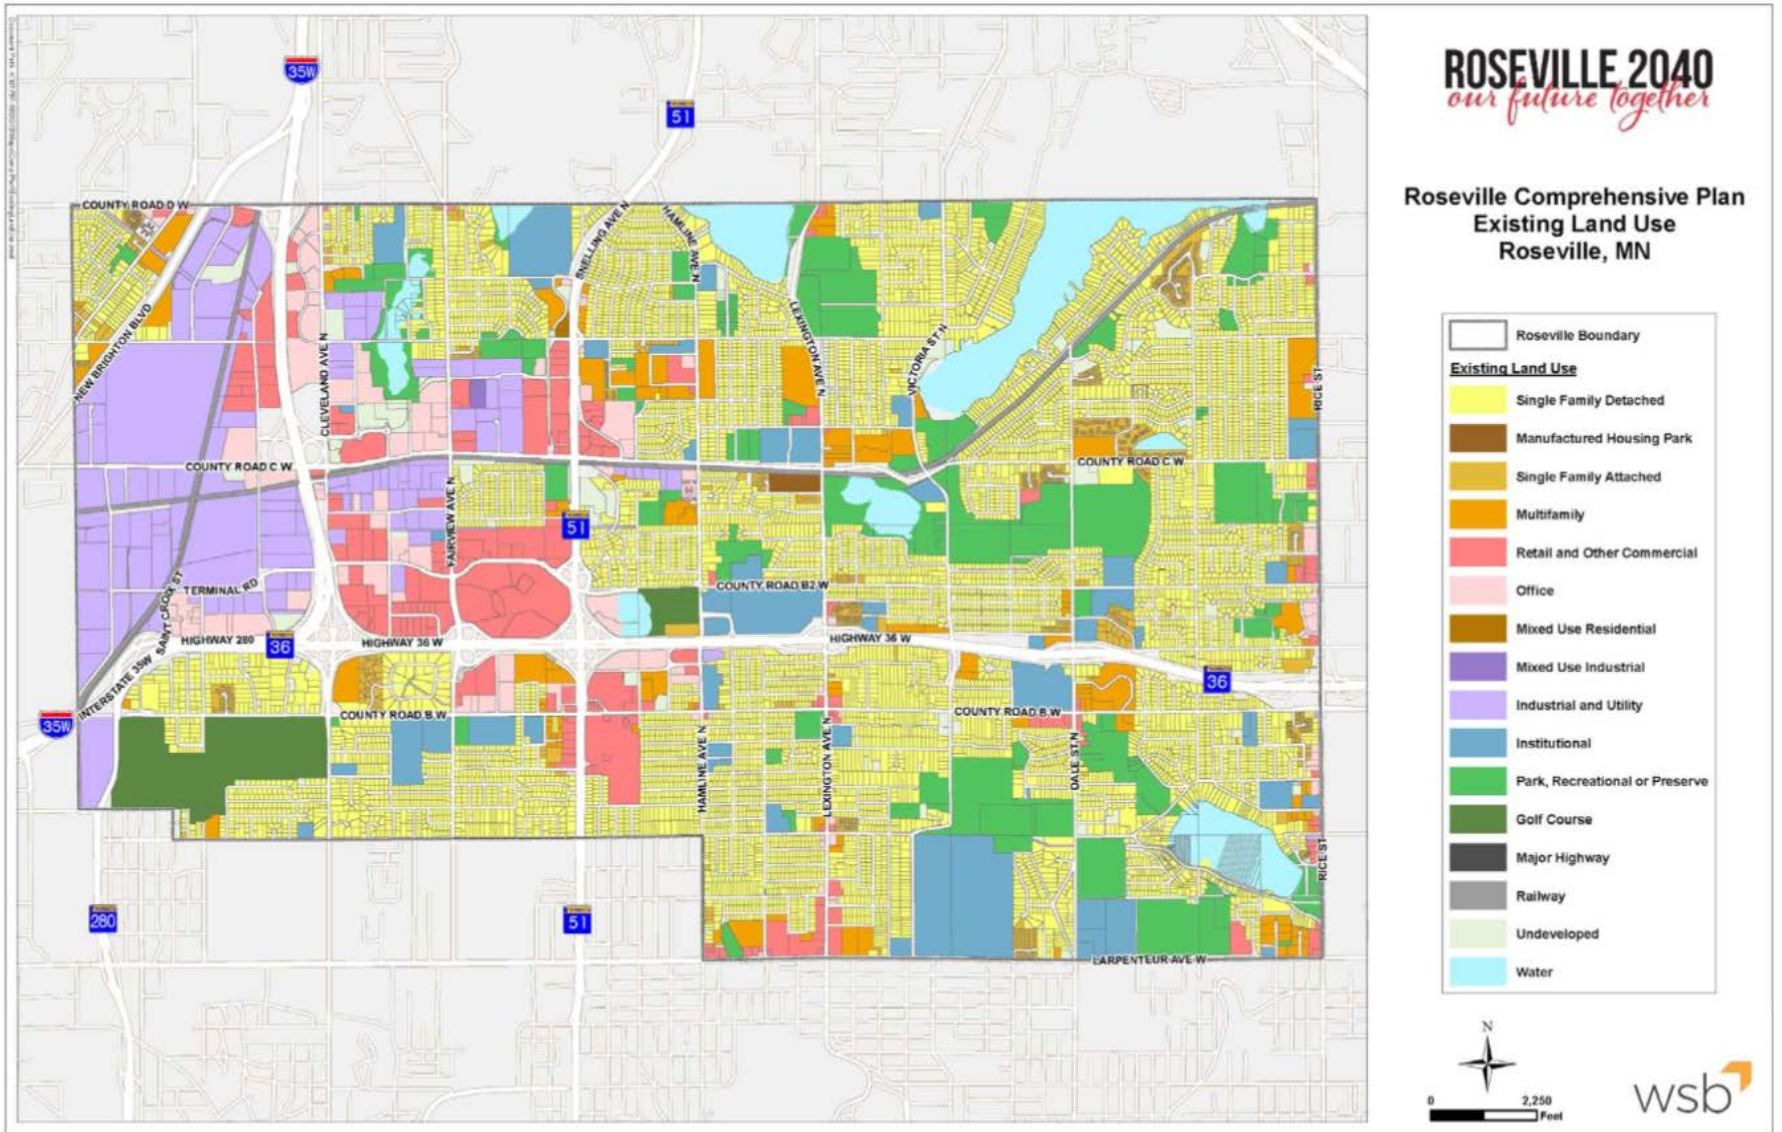 35W
51
COUNTY ROAD D W
SNELLING AVE N
HAMLINE AVE N
NEW BRIGHTON BLVD
CLEVELAND AVE N
LEXINGTON AVE N
VICTORIA ST N
RICE ST
COUNTY ROAD C W
COUNTY ROAD C W
FAIRVIEW AVE N
51
TERMINAL RD
SAINT CROIX ST
COUNTY ROAD B2 W
HIGHWAY 280
36
HIGHWAY 36 W
HIGHWAY 36 W
INTERSTATE 35W
36
35W
COUNTY ROAD B W
COUNTY ROAD B W
HAMLINE AVE N
LEXINGTON AVE N
DALE ST N
RICE ST
280
51
LARPENTEUR AVE W
ROSEVILLE 2040
our future together
Roseville Comprehensive Plan
Existing Land Use
Roseville, MN
Roseville Boundary
Existing Land Use
Single Family Detached
Manufactured Housing Park
Single Family Attached
Multifamily
Retail and Other Commercial
Office
Mixed Use Residential
Mixed Use Industrial
Industrial and Utility
Institutional
Park, Recreational or Preserve
Golf Course
Major Highway
Railway
Undeveloped
Water
N
0 2,250
Feet
wsb